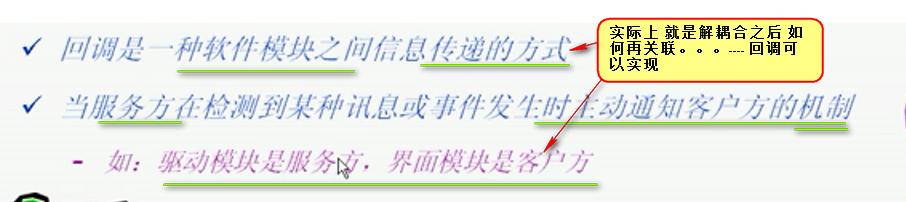 实际上 就是解耦合之后 如
何再关联。。。---- 回调可
以实现
✓ 回调是一种软件模块之间信息传递的方式
✓ 当服务方在检测到某种讯息或事件发生时主动通知客户方的机制
- 如：驱动模块是服务方，界面模块是客户方